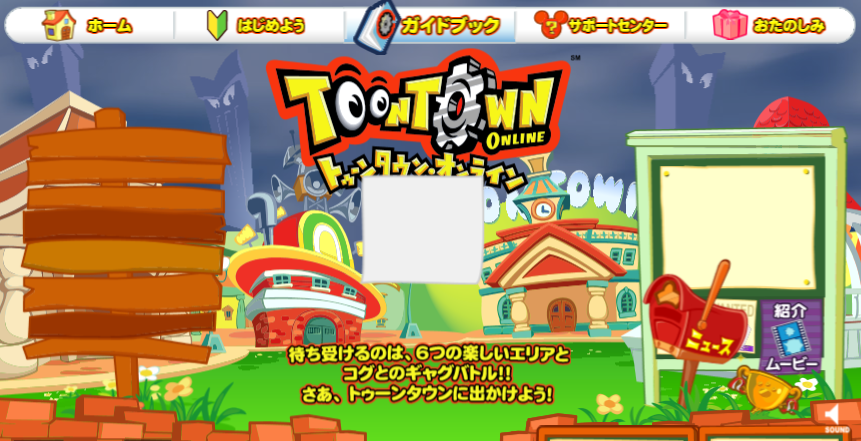 ホーム
はじめよう
ガイドブック
?
サポートセンター
おたのしみ
TOONTOWN
SM
ONLINE
トゥーンタウン・オンライン
紹介
ムービー
ニュース
待ち受けるのは、6つの楽しいエリアと
コグとのギャグバトル!!
さあ、トゥーンタウンに出かけよう!
SOUND